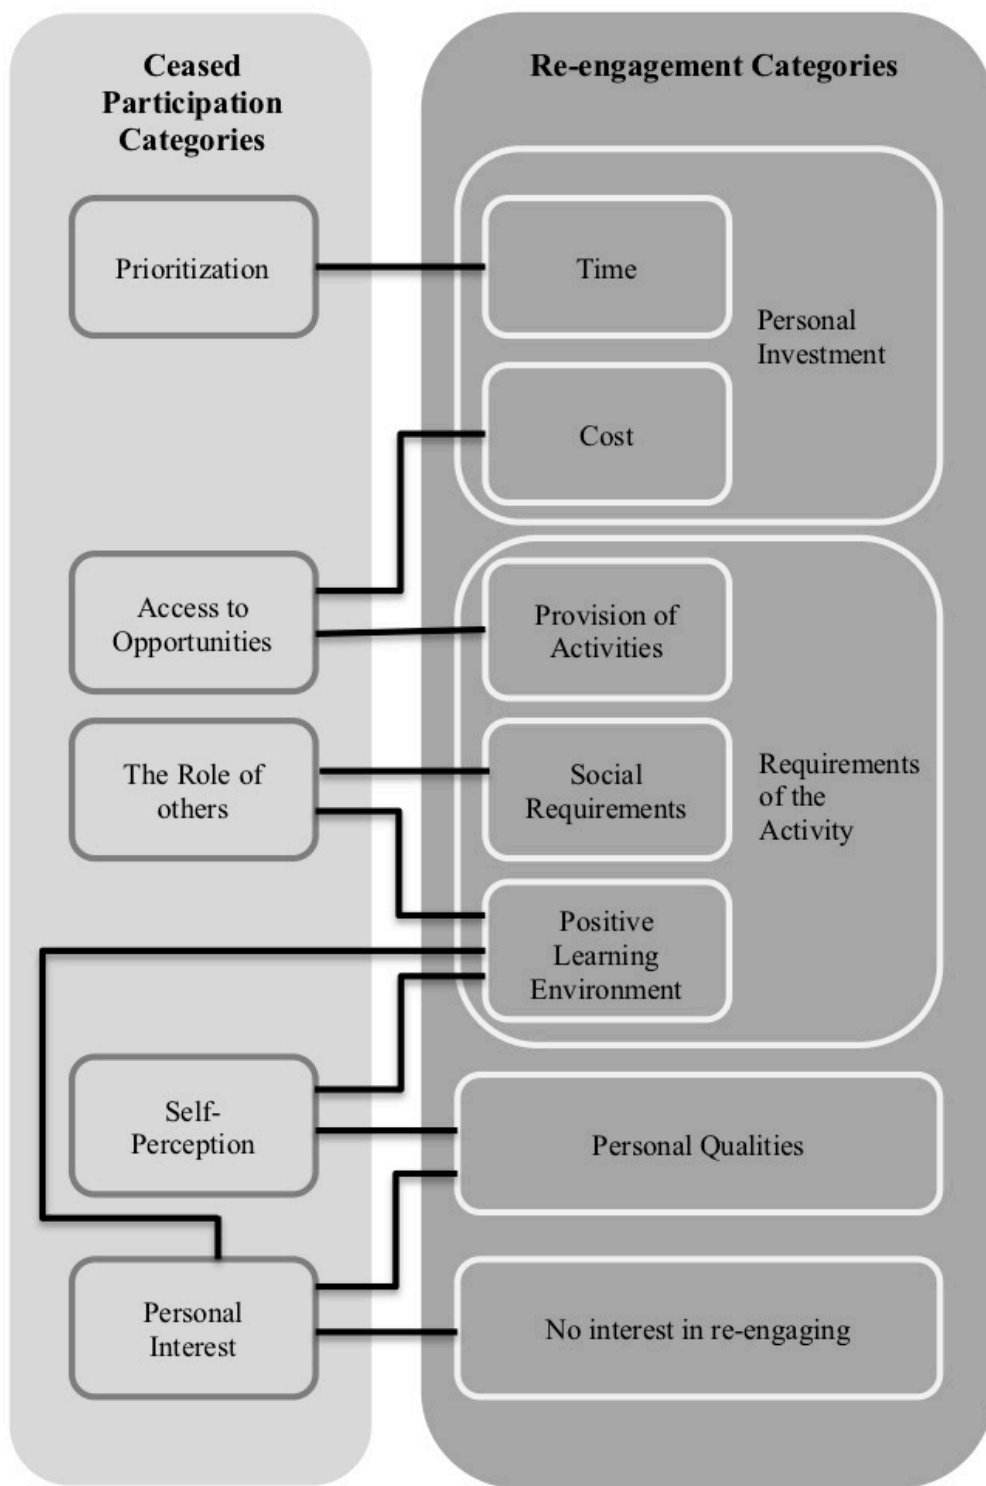 Ceased
Participation
Categories
Re-engagement Categories
Prioritization
Time
Personal
Investment
Cost
Access to
Opportunities
Provision of
Activities
The Role of
others
Social
Requirements
Requirements
of the
Activity
Positive
Learning
Environment
Self-
Perception
Personal Qualities
Personal
Interest
No interest in re-engaging